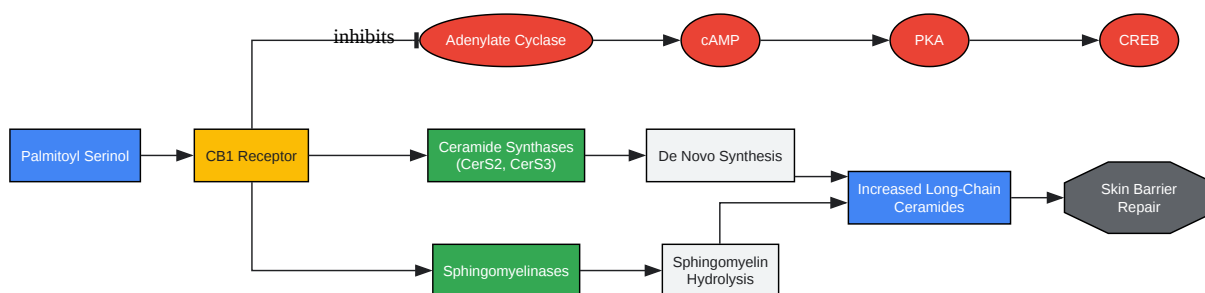 inhibits
Adenylate Cyclase
cAMP
PKA
CREB
Palmitoyl Serinol
CB1 Receptor
Ceramide Synthases
(CerS2, CerS3)
De Novo Synthesis
Increased Long-Chain
Ceramides
Skin Barrier
Repair
Sphingomyelinases
Sphingomyelin
Hydrolysis